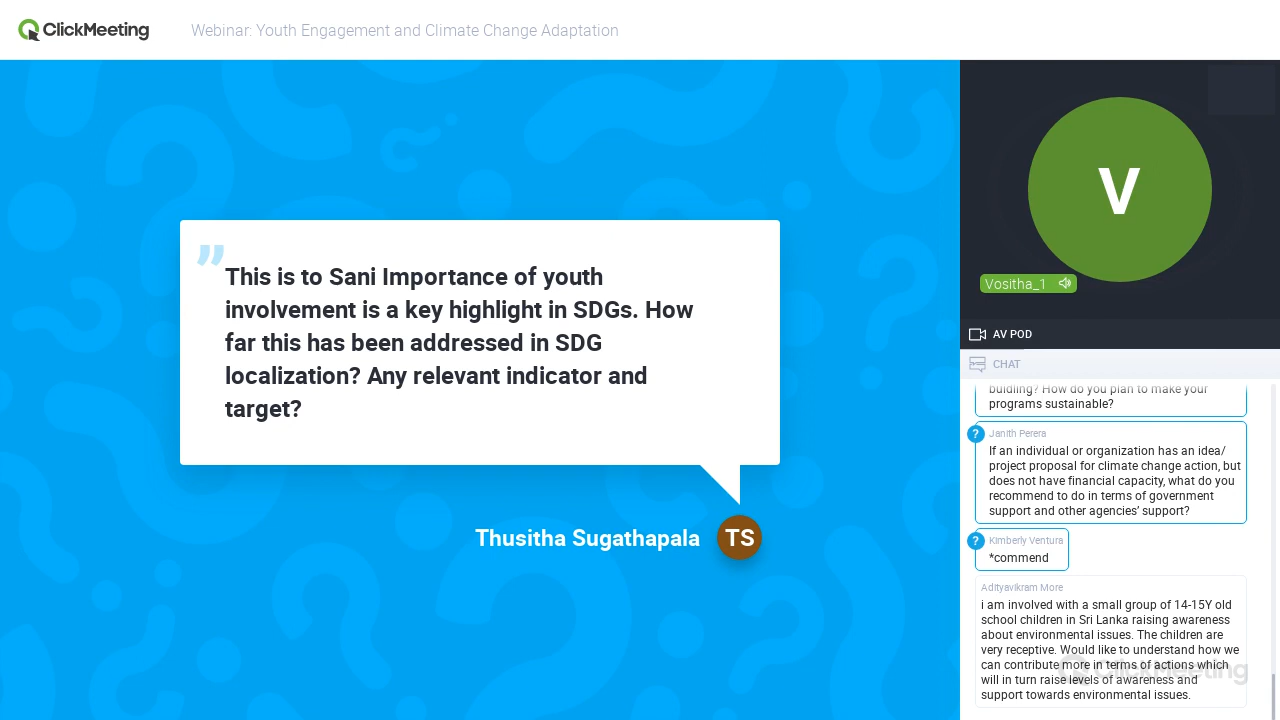 ClickMeeting
Webinar: Youth Engagement and Climate Change Adaptation
”
This is to Sani Importance of youth
involvement is a key highlight in SDGs. How
far this has been addressed in SDG
localization? Any relevant indicator and
target?
Thusitha Sugathapala
TS
V
Vositha_1
AV POD
CHAT
buidling? How do you plan to make your
programs sustainable?
?
Janith Perera
If an individual or organization has an idea/
project proposal for climate change action, but
does not have financial capacity, what do you
recommend to do in terms of government
support and other agencies’ support?
?
Kimberly Ventura
*commend
Adityavikram More
i am involved with a small group of 14-15Y old
school children in Sri Lanka raising awareness
about environmental issues. The children are
very receptive. Would like to understand how we
can contribute more in terms of actions which
will in turn raise levels of awareness and
support towards environmental issues.
ClickMeeting